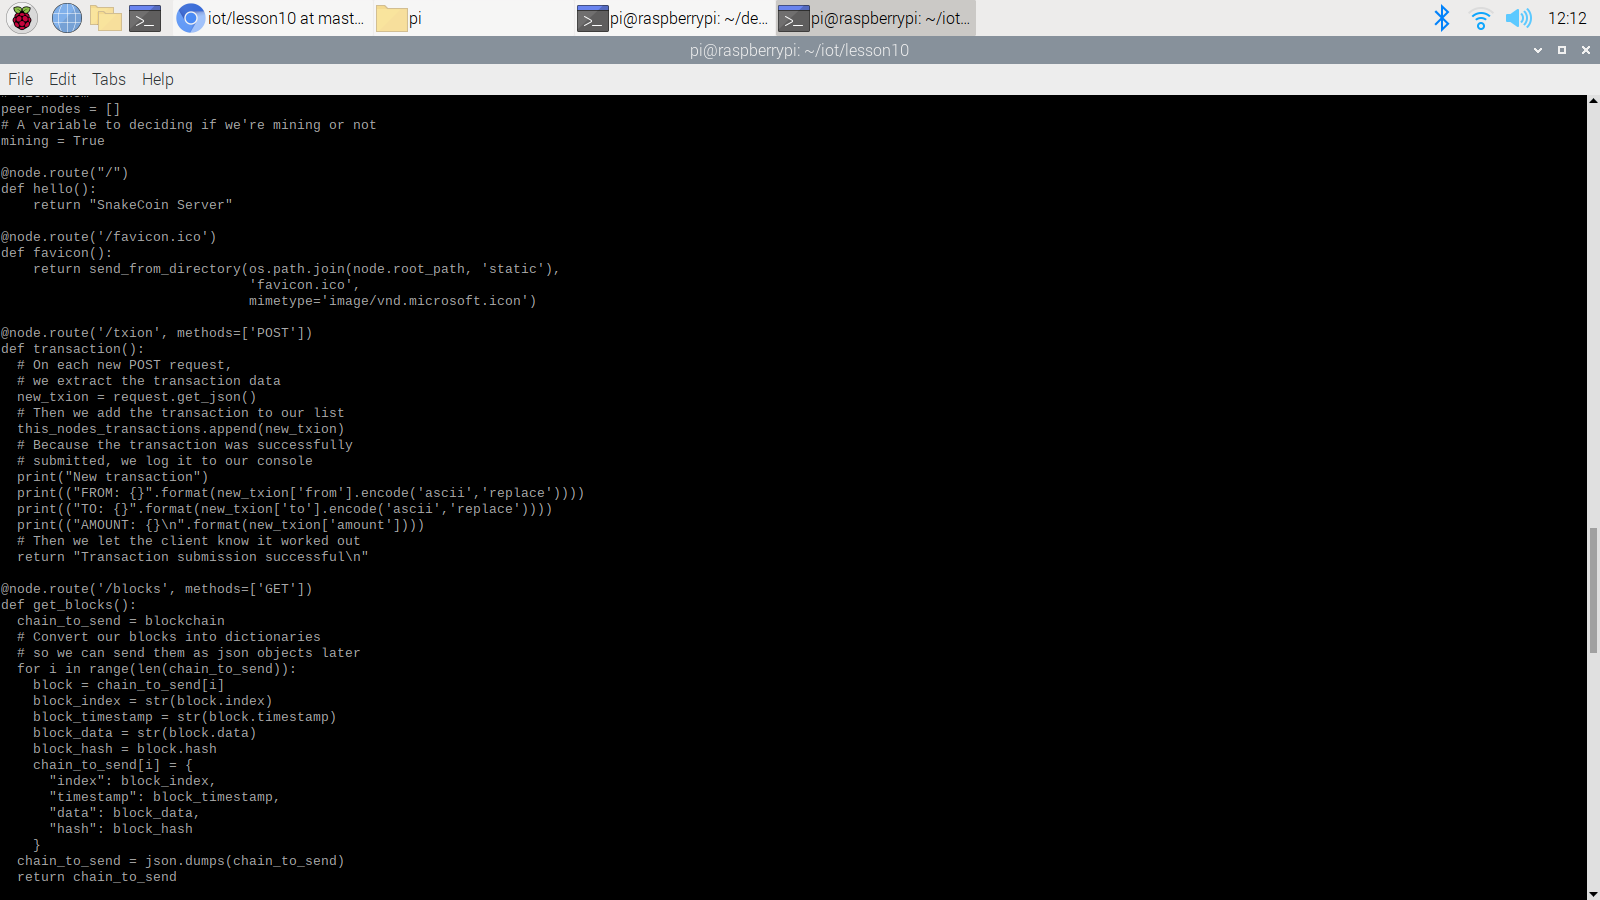 iot/lesson10 at mast...
pi
pi@raspberrypi: ~/de...
pi@raspberrypi: ~/iot...
12:12
pi@raspberrypi: ~/iot/lesson10
File Edit Tabs Help
peer_nodes = []
# A variable to deciding if we're mining or not
mining = True
@node.route("/")
def hello():
    return "SnakeCoin Server"
@node.route('/favicon.ico')
def favicon():
    return send_from_directory(os.path.join(node.root_path, 'static'),
                               'favicon.ico',
                               mimetype='image/vnd.microsoft.icon')
@node.route('/txion', methods=['POST'])
def transaction():
  # On each new POST request,
  # we extract the transaction data
  new_txion = request.get_json()
  # Then we add the transaction to our list
  this_nodes_transactions.append(new_txion)
  # Because the transaction was successfully
  # submitted, we log it to our console
  print("New transaction")
  print(("FROM: {}".format(new_txion['from'].encode('ascii','replace'))))
  print(("TO: {}".format(new_txion['to'].encode('ascii','replace'))))
  print(("AMOUNT: {}\n".format(new_txion['amount'])))
  # Then we let the client know it worked out
  return "Transaction submission successful\n"
@node.route('/blocks', methods=['GET'])
def get_blocks():
  chain_to_send = blockchain
  # Convert our blocks into dictionaries
  # so we can send them as json objects later
  for i in range(len(chain_to_send)):
    block = chain_to_send[i]
    block_index = str(block.index)
    block_timestamp = str(block.timestamp)
    block_data = str(block.data)
    block_hash = block.hash
    chain_to_send[i] = {
      "index": block_index,
      "timestamp": block_timestamp,
      "data": block_data,
      "hash": block_hash
    }
  chain_to_send = json.dumps(chain_to_send)
  return chain_to_send